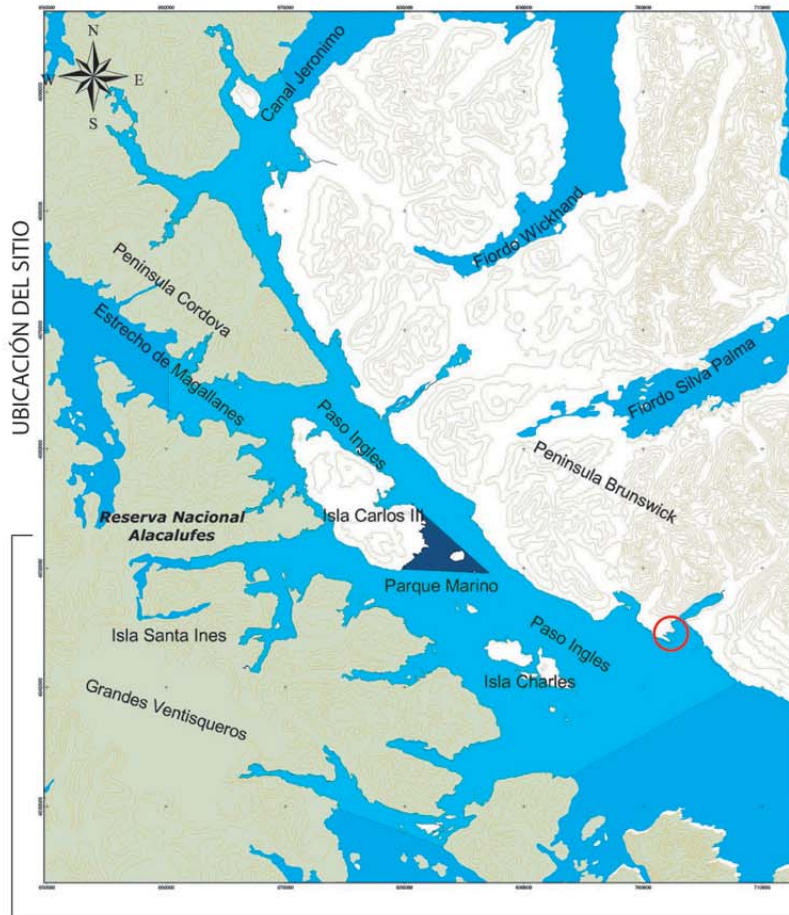 UBICACIÓN DEL SITIO
N
W
E
S
Canal Jeronimo
Fiordo Wickhand
Peninsula Cordova
Estrecho de Magallanes
Fiordo Silva Palma
Paso Ingles
Peninsula Brunswick
Isla Carlos III
Reserva Nacional
Alacalufes
Parque Marino
Isla Santa Ines
Paso Ingles
Isla Charles
Grandes Ventisqueros